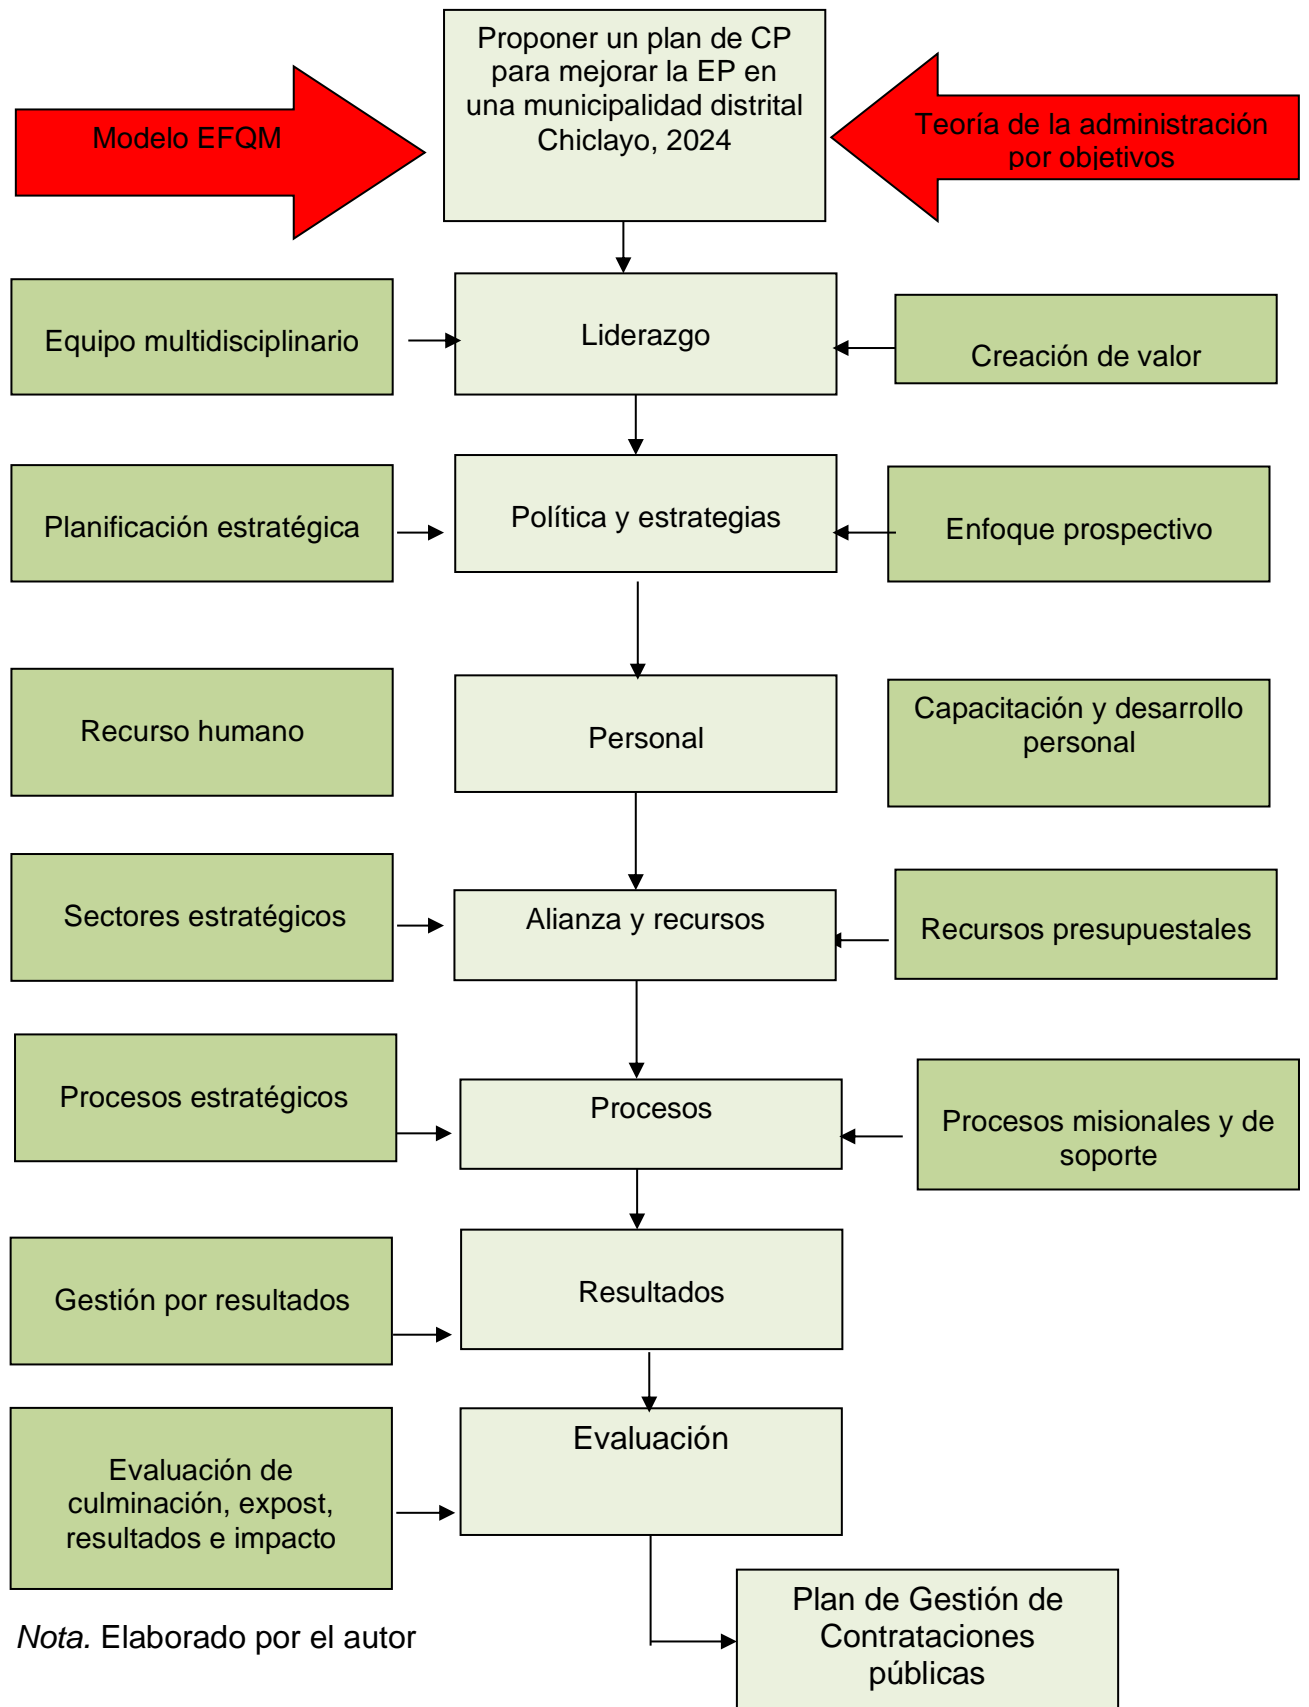 Proponer un plan de CP
para mejorar la EP en
una municipalidad distrital
Chiclayo, 2024
Modelo EFQM
Teoría de la administración
por objetivos
Equipo multidisciplinario
Liderazgo
Creación de valor
Planificación estratégica
Política y estrategias
Enfoque prospectivo
Recurso humano
Personal
Capacitación y desarrollo
personal
Sectores estratégicos
Alianza y recursos
Recursos presupuestales
Procesos estratégicos
Procesos
Procesos misionales y de
soporte
Gestión por resultados
Resultados
Evaluación de
culminación, expost,
resultados e impacto
Evaluación
Plan de Gestión de
Contrataciones
públicas
Nota. Elaborado por el autor